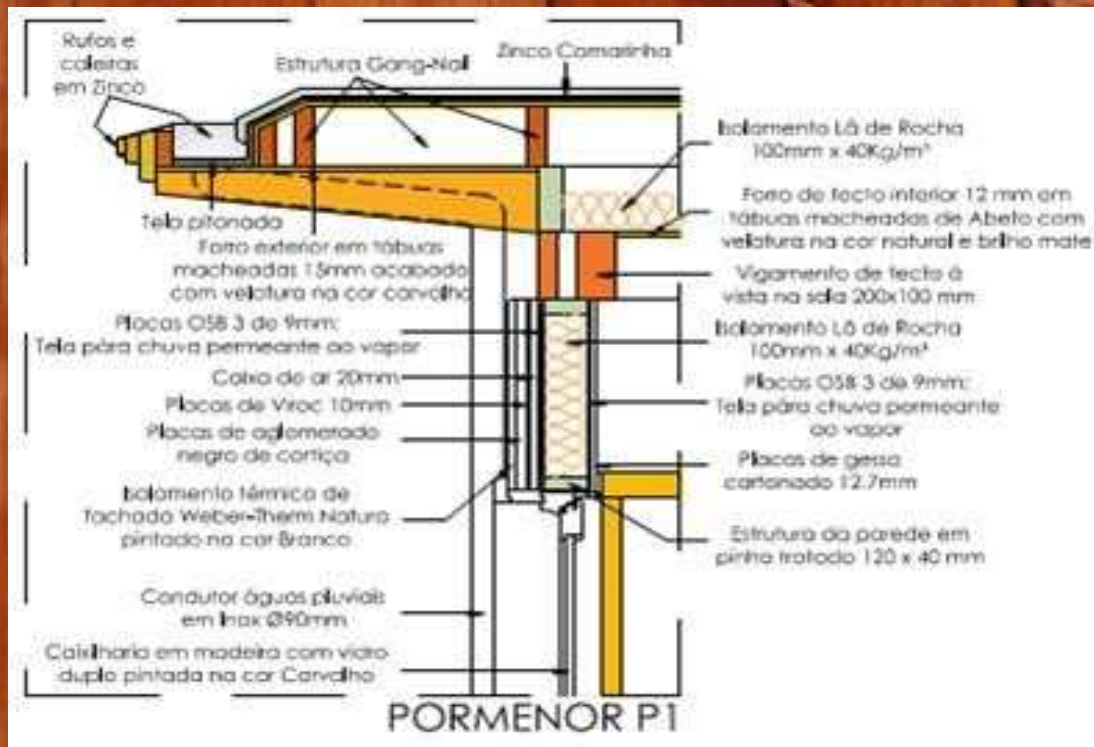 Rufos e
caleiras
em Zinco
Estrutura Gang-Nail
Zinco Camarinha
Tela pitonada
Forro exterior em tábuas
macheadas 15mm acabado
com velatura na cor carvalho
Placas OSB 3 de 9mm;
Tela pára chuva permeante ao vapor
Caixa de ar 20mm
Placas de Viroc 10mm
Placas de aglomerado
negro de cortiça
Isolamento térmico de
fachada Weber-Therm Natura
pintado na cor Branco
Condutor águas pluviais
em Inox Ø90mm
Caixilharia em madeira com vidro
duplo pintada na cor Carvalho
Isolamento Lã de Rocha
100mm x 40Kg/m³
Forro de tecto interior 12 mm em
tábuas macheadas de Abeto com
velatura na cor natural e brilho mate
Vigamento de tecto á
vista na sala 200x100 mm
Isolamento Lã de Rocha
100mm x 40Kg/m³
Placas OSB 3 de 9mm;
Tela pára chuva permeante
ao vapor
Placas de gesso
cartonado 12.7mm
Estrutura da parede em
pinho tratado 120 x 40 mm
PORMENOR P1